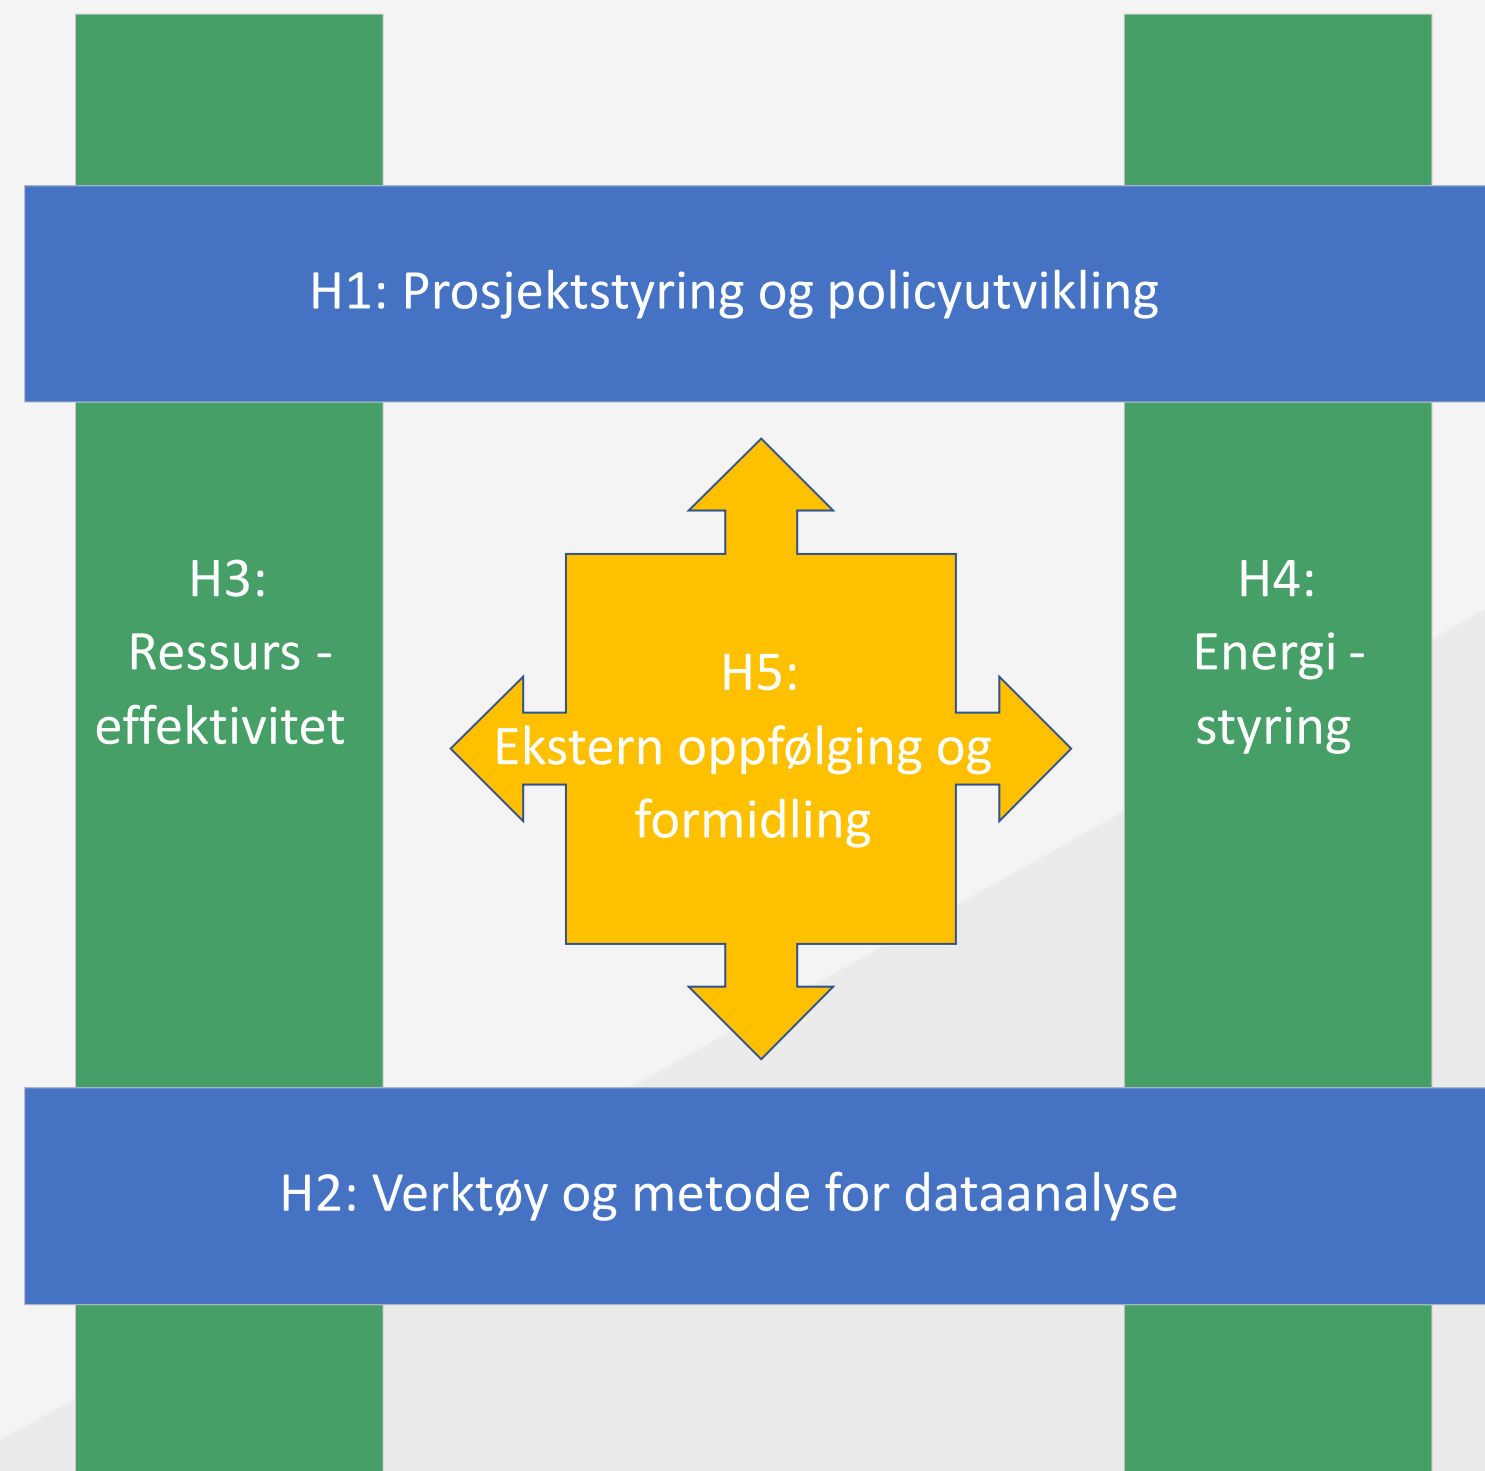 H1: Prosjektstyring og policyutvikling
H3:
Ressurs -
effektivitet
H5:
Ekstern oppfølging og
formidling
H4:
Energi -
styring
H2: Verktøy og metode for dataanalyse